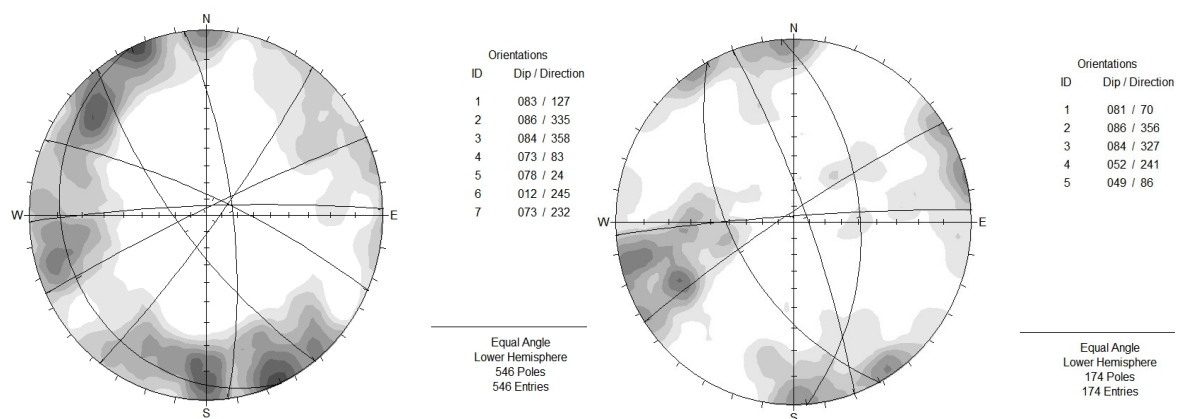 N
W
E
S
Orientations
ID Dip / Direction
1 083 / 127
2 086 / 335
3 084 / 358
4 073 / 83
5 078 / 24
6 012 / 245
7 073 / 232
Equal Angle
Lower Hemisphere
546 Poles
546 Entries
N
W
E
S
Orientations
ID Dip / Direction
1 081 / 70
2 086 / 356
3 084 / 327
4 052 / 241
5 049 / 86
Equal Angle
Lower Hemisphere
174 Poles
174 Entries